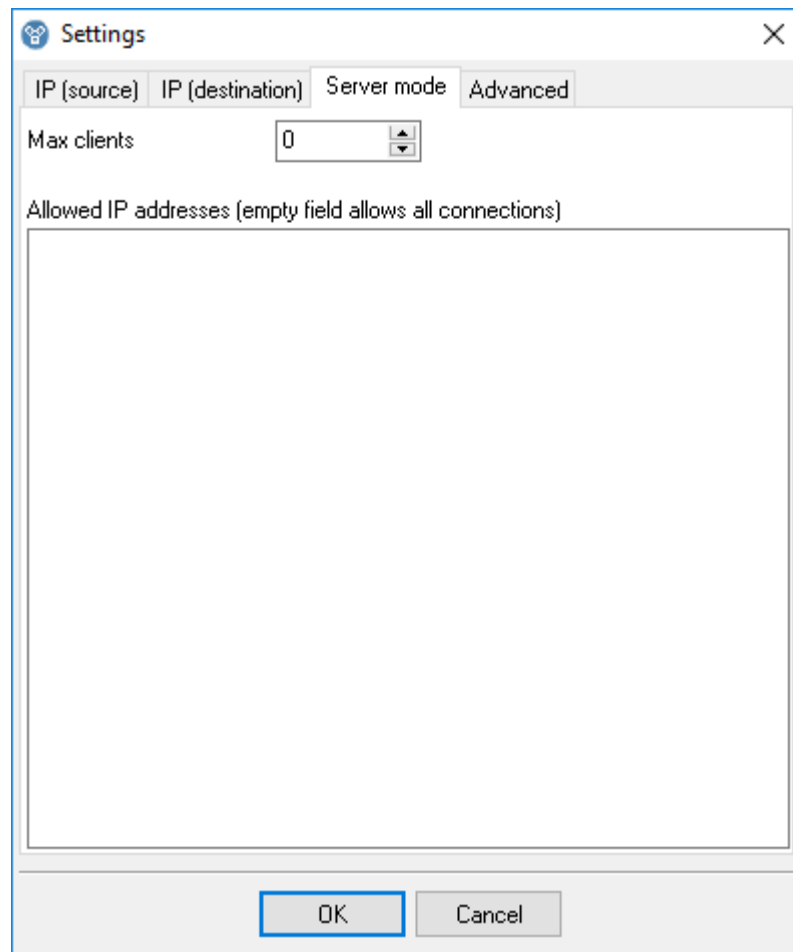 Settings
IP (source) IP (destination) Server mode Advanced
Max clients 0
Allowed IP addresses (empty field allows all connections)
OK Cancel